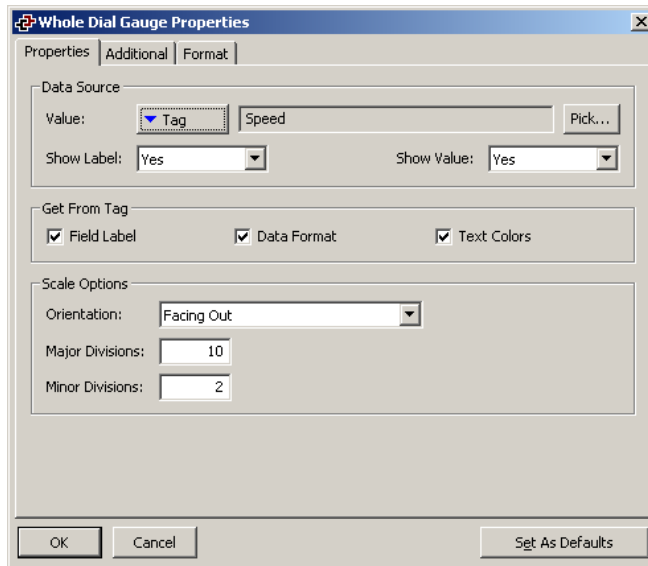 Whole Dial Gauge Properties
Properties Additional Format
Data Source
Value: Tag Speed Pick...
Show Label: Yes Show Value: Yes
Get From Tag
Field Label Data Format Text Colors
Scale Options
Orientation: Facing Out
Major Divisions: 10
Minor Divisions: 2
OK Cancel Set As Defaults